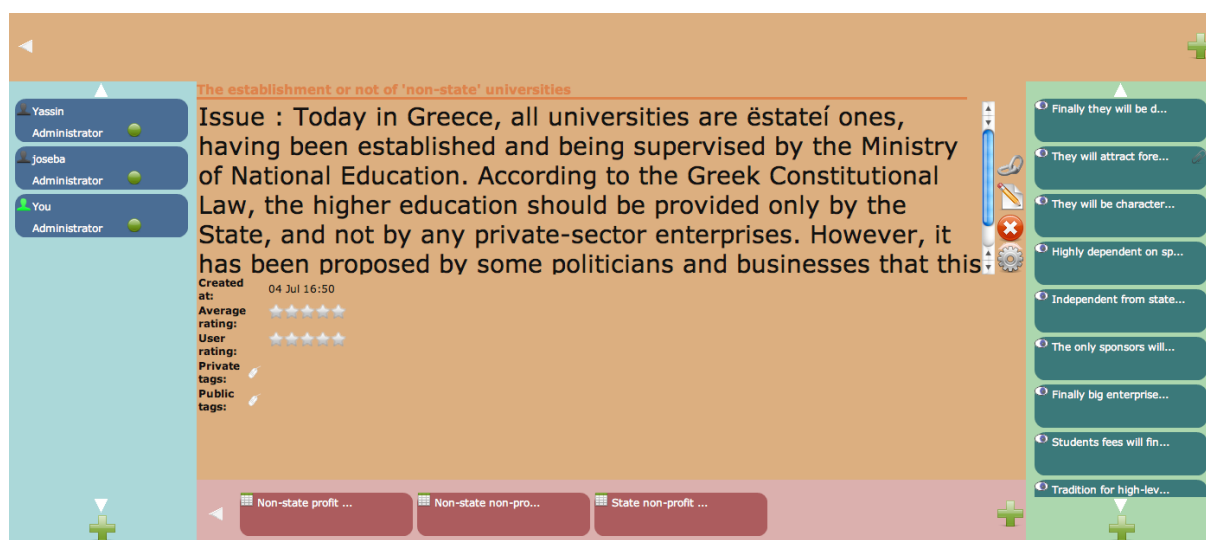 The establishment or not of 'non-state' universities
Yassin
Administrator
joseba
Administrator
You
Administrator
Issue : Today in Greece, all universities are ëstateí ones,
having been established and being supervised by the Ministry
of National Education. According to the Greek Constitutional
Law, the higher education should be provided only by the
State, and not by any private-sector enterprises. However, it
has been proposed by some politicians and businesses that this
Created
at:
04 Jul 16:50
Average
rating:
User
rating:
Private
tags:
Public
tags:
Finally they will be d...
They will attract fore...
They will be character...
Highly dependent on sp...
Independent from state...
The only sponsors will...
Finally big enterprise...
Students fees will fin...
Tradition for high-lev...
Non-state profit ...
Non-state non-pro...
State non-profit ...